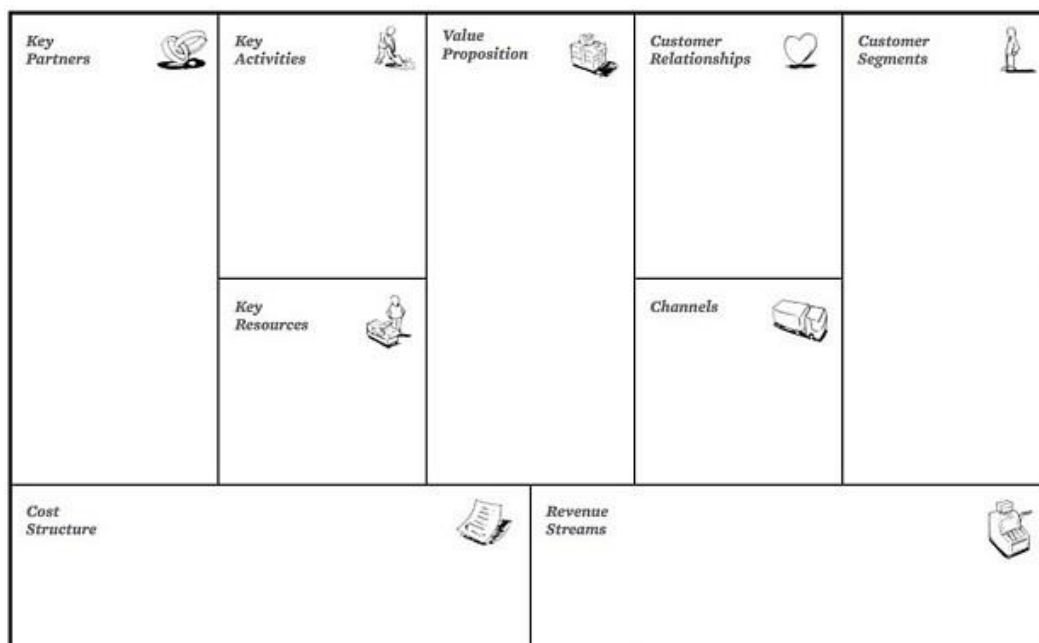 Key
Partners
Key
Activities
Value
Proposition
Customer
Relationships
Customer
Segments
Key
Resources
Channels
Cost
Structure
Revenue
Streams